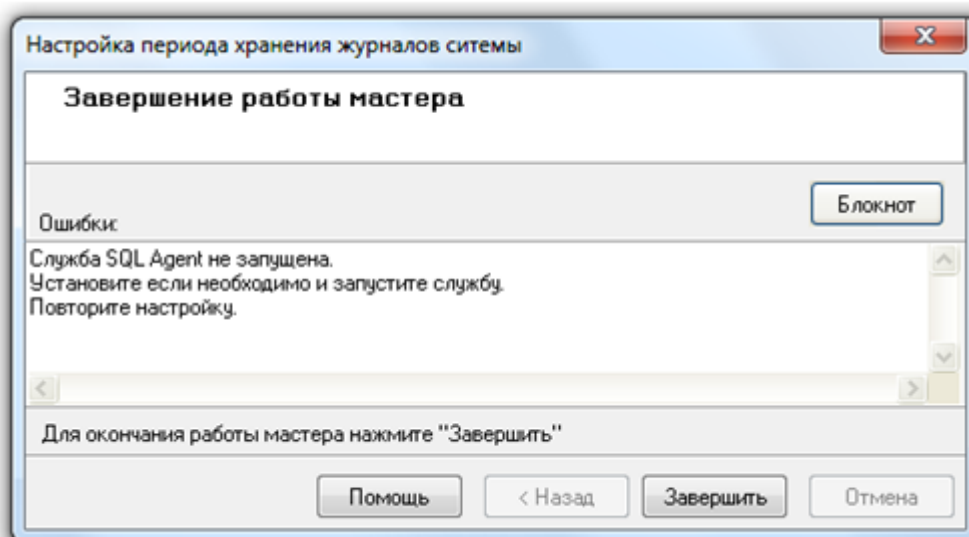 Настройка периода хранения журналов ситемы
Завершение работы мастера
Блокнот
Ошибки:
Служба SQL Agent не запущена.
Установите если необходимо и запустите службу.
Повторите настройку.
Для окончания работы мастера нажмите "Завершить"
Помощь
< Назад
Завершить
Отмена